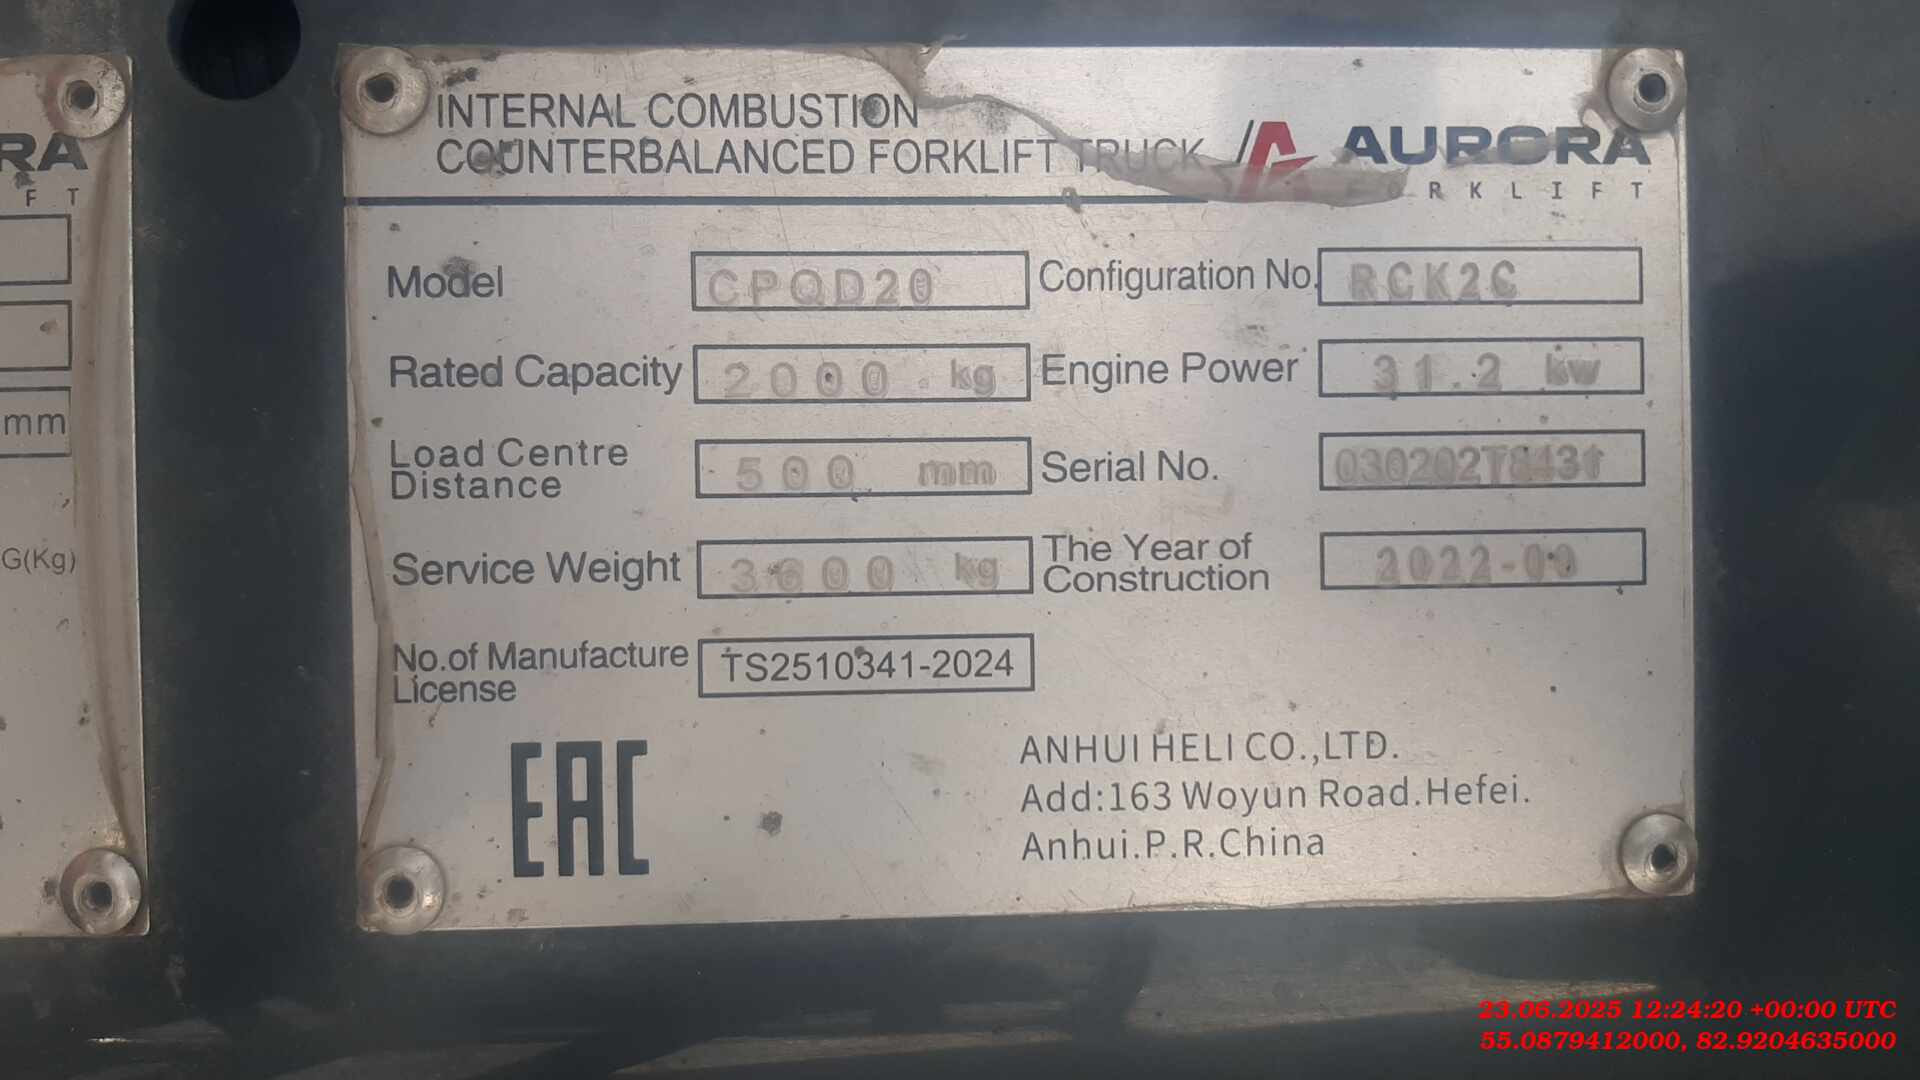 RA
F T
mm
G(Kg)
INTERNAL COMBUSTION
COUNTERBALANCED FORKLIFT TRUCK
AURORA
FORKLIFT
Model CPQD20 Configuration No. RCK2C
Rated Capacity 2000 kg Engine Power 31.2 kw
Load Centre Distance 500 mm Serial No.
Service Weight 3600 kg The Year of Construction
No.of Manufacture License TS2510341-2024
EAC
ANHUI HELI CO.,LTD.
Add:163 Woyun Road.Hefei.
Anhui.P.R.China
23.06.2025 12:24:20 +00:00 UTC
55.0879412000, 82.9204635000